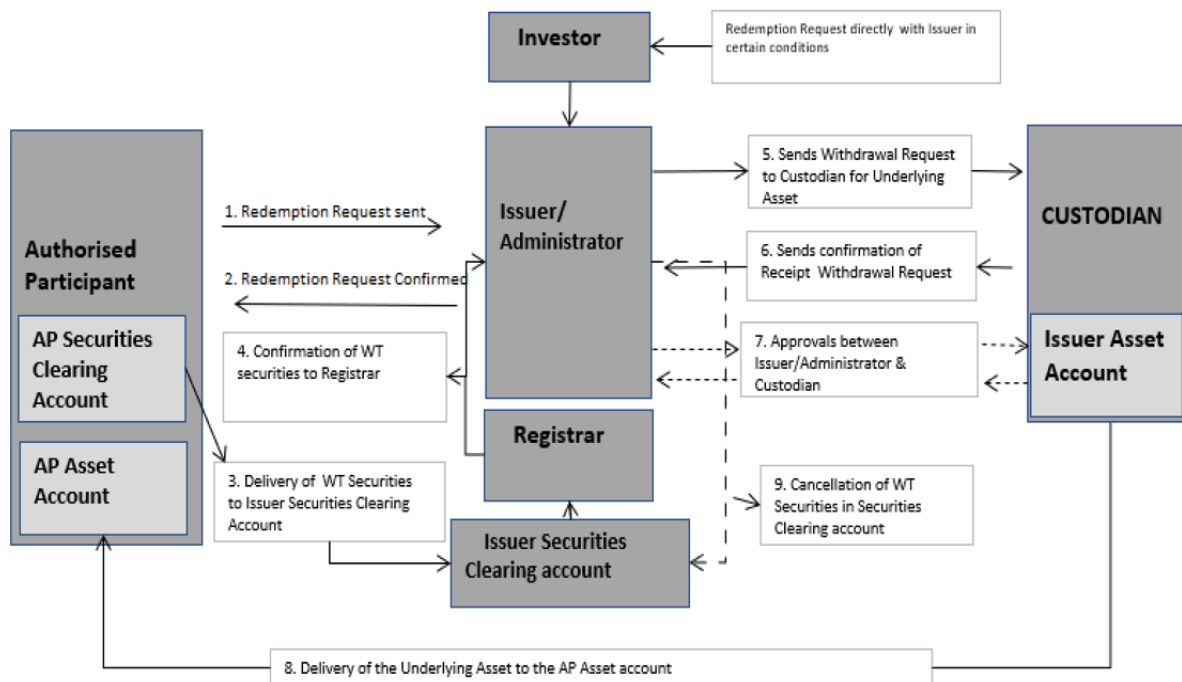 Investor
Redemption Request directly with Issuer in
certain conditions
Authorised
Participant
AP Securities
Clearing
Account
AP Asset
Account
1. Redemption Request sent
2. Redemption Request Confirmed
4. Confirmation of WT
securities to Registrar
3. Delivery of WT Securities
to Issuer Securities Clearing
Account
Issuer/
Administrator
Registrar
Issuer Securities
Clearing account
5. Sends Withdrawal Request
to Custodian for Underlying
Asset
6. Sends confirmation of
Receipt Withdrawal Request
7. Approvals between
Issuer/Administrator &
Custodian
9. Cancellation of WT
Securities in Securities
Clearing account
CUSTODIAN
Issuer Asset
Account
8. Delivery of the Underlying Asset to the AP Asset account